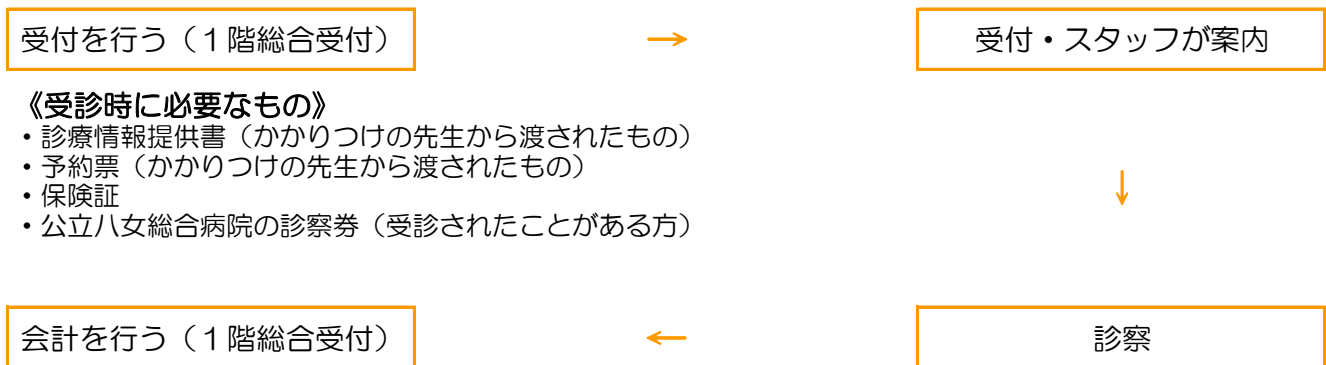 受付を行う（１階総合受付）
→
受付・スタッフが案内
《受診時に必要なもの》
・診療情報提供書（かかりつけの先生から渡されたもの）
・予約票（かかりつけの先生から渡されたもの）
・保険証
・公立八女総合病院の診察券（受診されたことがある方）
↓
診察
←
会計を行う（１階総合受付）